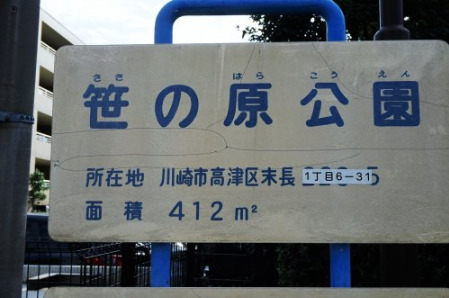 ささ はら こうえん
笹の原公園
所在地 川崎市高津区末長 1丁目6-31
面積 412m²